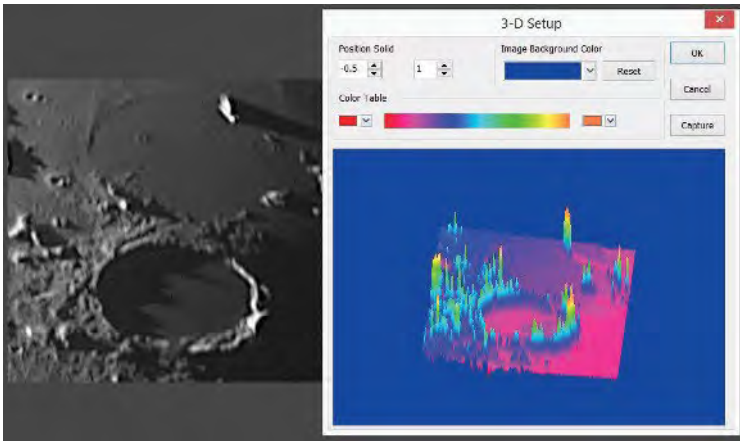 3-D Setup
Position Solid
Image Background Color
OK
-0.5
1
Reset
Cancel
Color Table
Capture